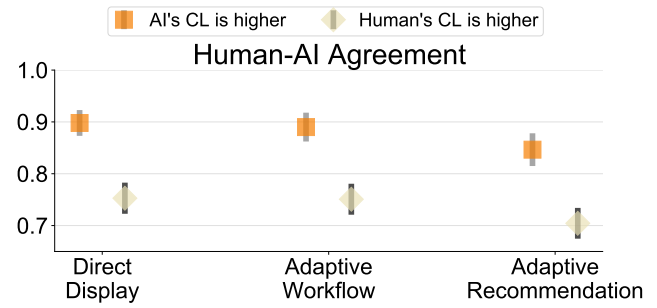 AI's CL is higher
Human's CL is higher
Human-AI Agreement
1.0
0.9
0.8
0.7
Direct
Display
Adaptive
Workflow
Adaptive
Recommendation